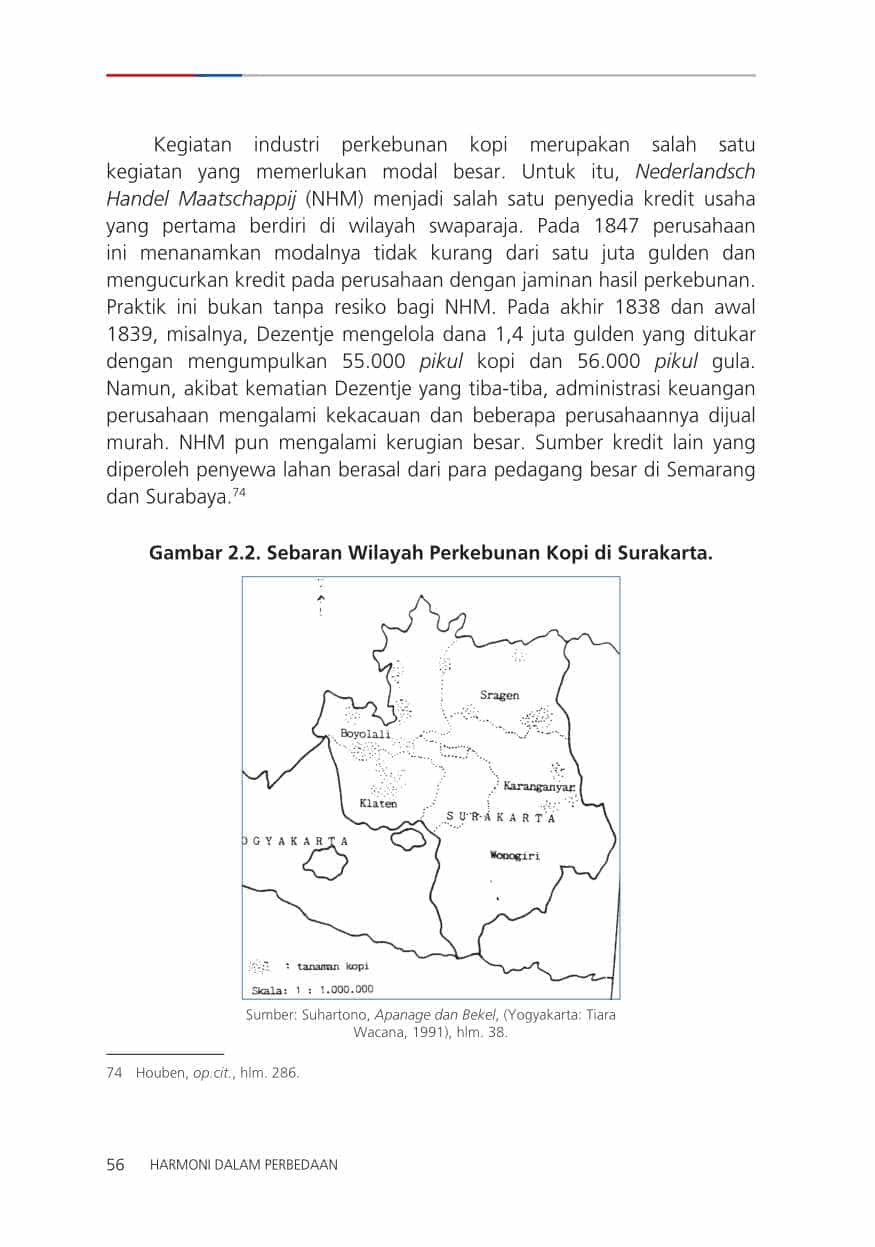 Kegiatan industri perkebunan kopi merupakan salah satu
kegiatan yang memerlukan modal besar. Untuk itu, Nederlandsch
Handel Maatschappij (NHM) menjadi salah satu penyedia kredit usaha
yang pertama berdiri di wilayah swaparaja. Pada 1847 perusahaan
ini menanamkan modalnya tidak kurang dari satu juta gulden dan
mengucurkan kredit pada perusahaan dengan jaminan hasil perkebunan.
Praktik ini bukan tanpa resiko bagi NHM. Pada akhir 1838 dan awal
1839, misalnya, Dezentje mengelola dana 1,4 juta gulden yang ditukar
dengan mengumpulkan 55.000 pikul kopi dan 56.000 pikul gula.
Namun, akibat kematian Dezentje yang tiba-tiba, administrasi keuangan
perusahaan mengalami kekacauan dan beberapa perusahaannya dijual
murah. NHM pun mengalami kerugian besar. Sumber kredit lain yang
diperoleh penyewa lahan berasal dari para pedagang besar di Semarang
dan Surabaya.74
Gambar 2.2. Sebaran Wilayah Perkebunan Kopi di Surakarta.
Sragen
Boyolali
Karanganyar
Klaten
SURAKARTA
OGYAKARTA
Wonogiri
: tanaman kopi
Skala: 1 : 1.000.000
Sumber: Suhartono, Apanage dan Bekel, (Yogyakarta: Tiara
Wacana, 1991), hlm. 38.
74 Houben, op.cit., hlm. 286.
56 HARMONI DALAM PERBEDAAN